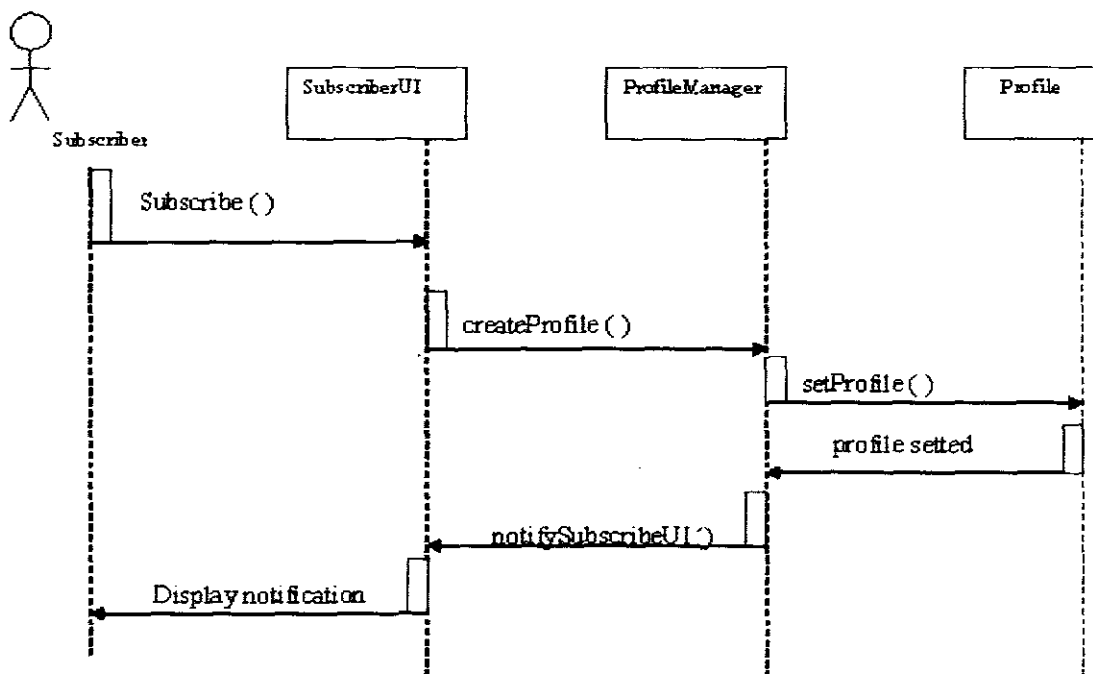 SubscriberUI
ProfileManager
Profile
Subscriber
Subscribe ( )
createProfile ( )
setProfile ( )
profile setted
notifySubscribeUI()
Display notification